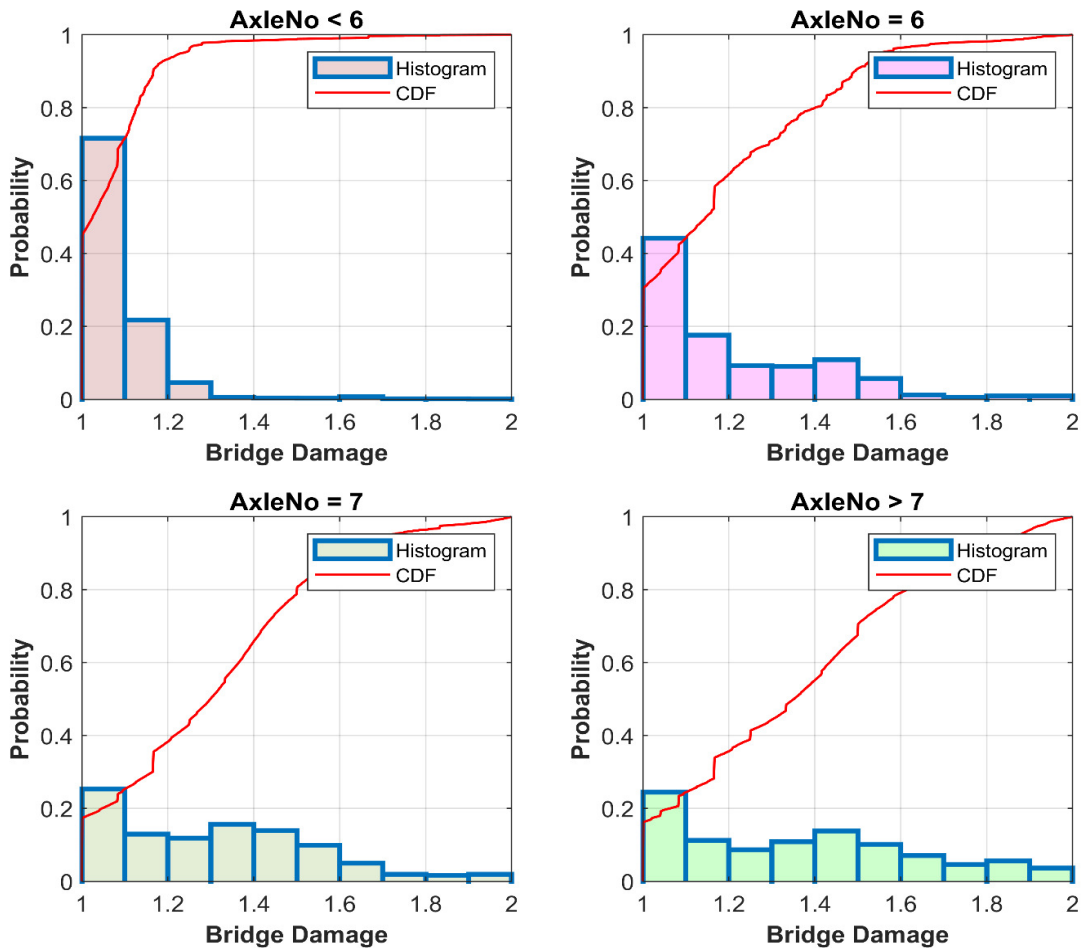 AxleNo < 6
Histogram
CDF
Probability
1
0.8
0.6
0.4
0.2
0
1
1.2
1.4
1.6
1.8
2
Bridge Damage
AxleNo = 6
Histogram
CDF
Probability
1
0.8
0.6
0.4
0.2
0
1
1.2
1.4
1.6
1.8
2
Bridge Damage
AxleNo = 7
Histogram
CDF
Probability
1
0.8
0.6
0.4
0.2
0
1
1.2
1.4
1.6
1.8
2
Bridge Damage
AxleNo > 7
Histogram
CDF
Probability
1
0.8
0.6
0.4
0.2
0
1
1.2
1.4
1.6
1.8
2
Bridge Damage